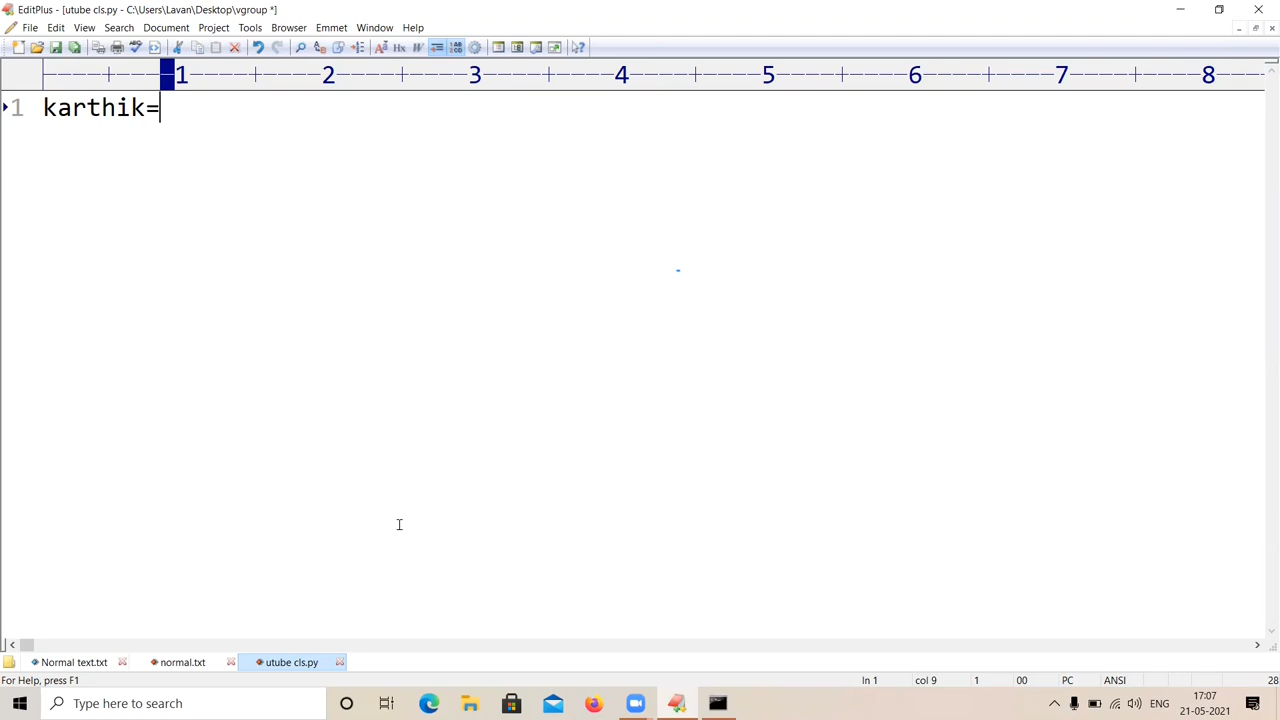 EditPlus - [utube cls.py - C:\Users\Lavan\Desktop\vgroup *]
File Edit View Search Document Project Tools Browser Emmet Window Help
1 2 3 4 5 6 7 8
1 karthik=
Normal text.txt normal.txt utube cls.py
For Help, press F1 ln 1 col 9 1 00 PC ANSI 28
Type here to search ENG 17:07
21-05-2021